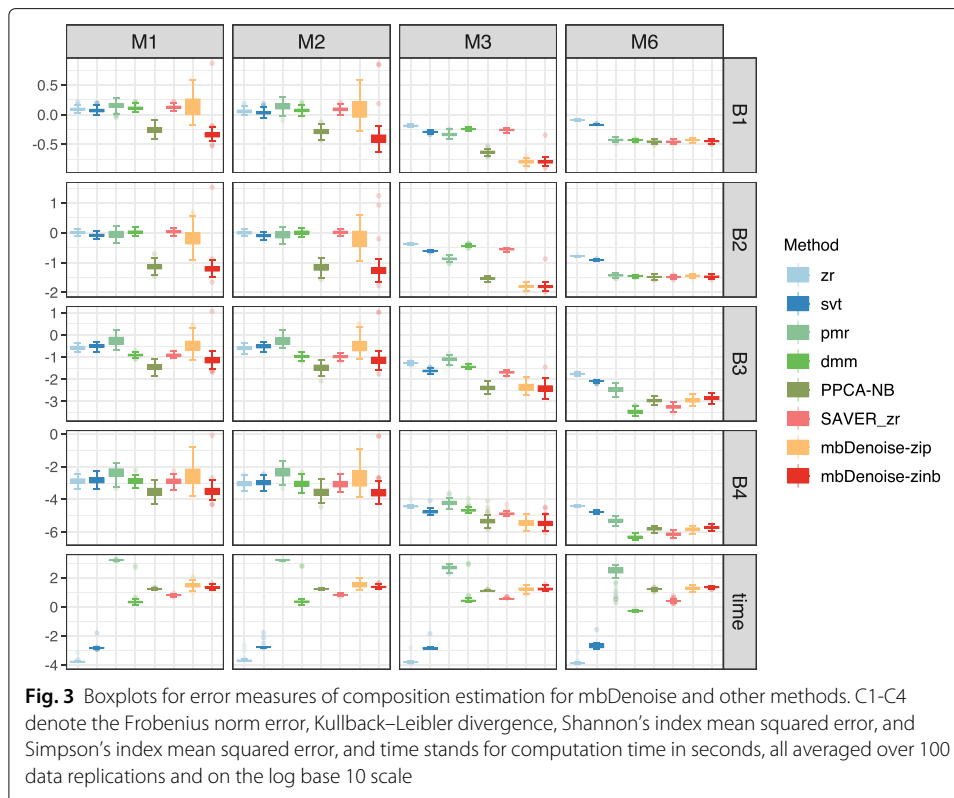 M1 M2 M3 M6
0.5
0.0
-0.5
B1
1
0
-1
-2
B2
1
0
-1
-2
-3
B3
0
-2
-4
-6
B4
2
0
-2
-4
time
Method
zr
svt
pmr
dmm
PPCA-NB
SAVER_zr
mbDenoise-zip
mbDenoise-zinb
Fig. 3 Boxplots for error measures of composition estimation for mbDenoise and other methods. C1-C4
denote the Frobenius norm error, Kullback–Leibler divergence, Shannon's index mean squared error, and
Simpson's index mean squared error, and time stands for computation time in seconds, all averaged over 100
data replications and on the log base 10 scale